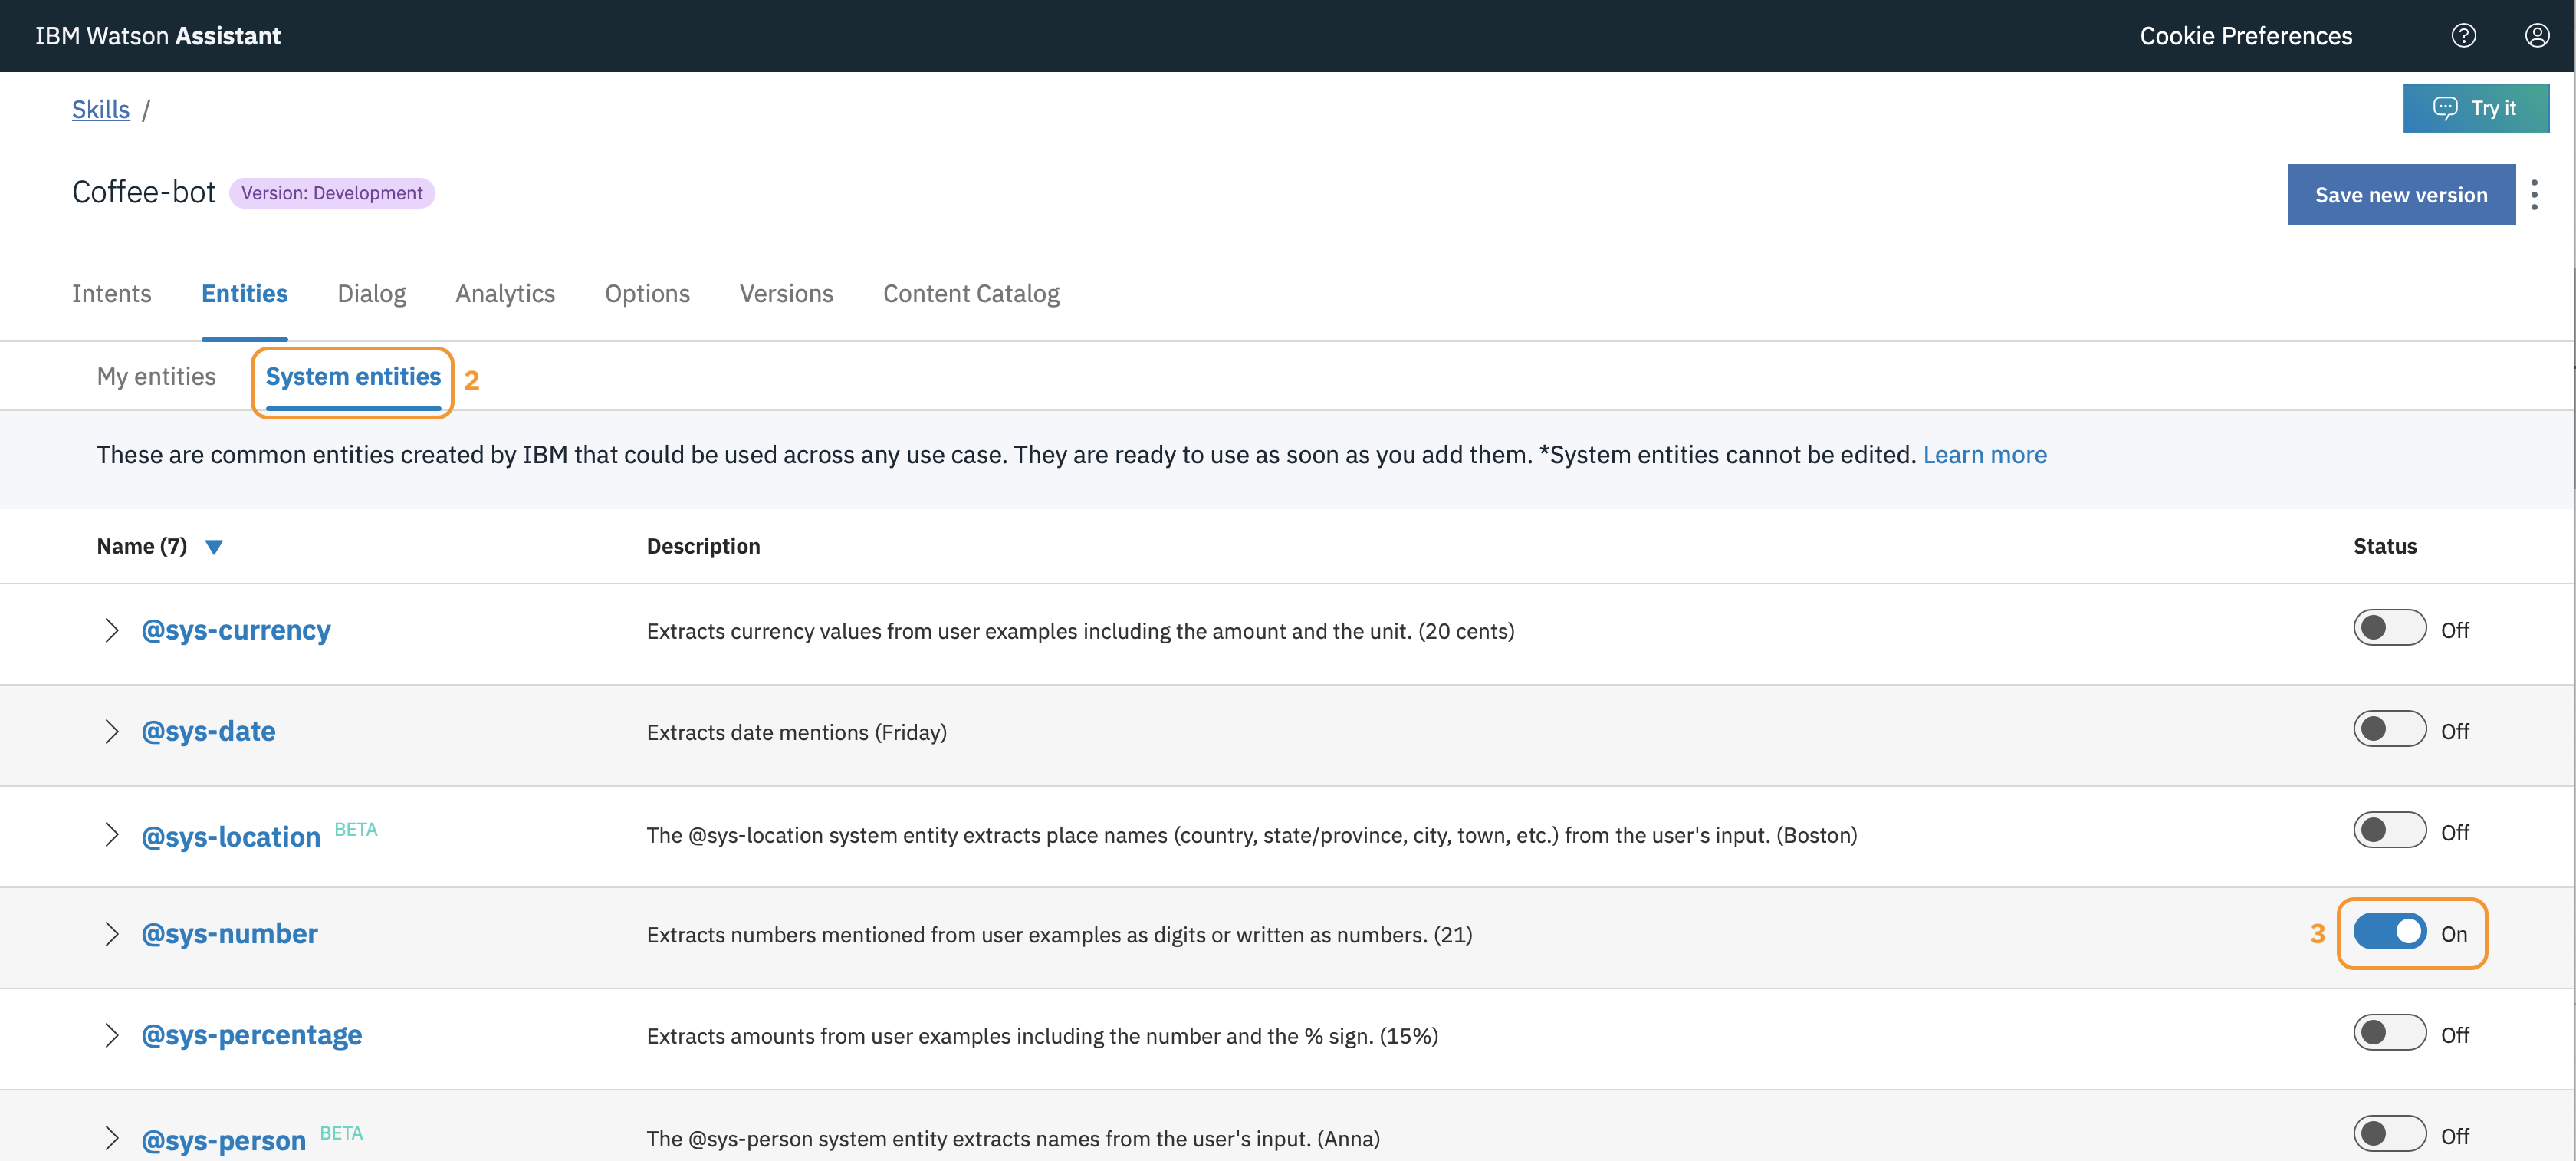 IBM Watson Assistant Cookie Preferences
Skills / Try it
Coffee-bot Version: Development Save new version
Intents Entities Dialog Analytics Options Versions Content Catalog
My entities System entities 2
These are common entities created by IBM that could be used across any use case. They are ready to use as soon as you add them. *System entities cannot be edited. Learn more
Name (7) Description Status
@sys-currency Extracts currency values from user examples including the amount and the unit. (20 cents) Off
@sys-date Extracts date mentions (Friday) Off
@sys-location BETA The @sys-location system entity extracts place names (country, state/province, city, town, etc.) from the user's input. (Boston) Off
@sys-number Extracts numbers mentioned from user examples as digits or written as numbers. (21) 3 On
@sys-percentage Extracts amounts from user examples including the number and the % sign. (15%) Off
@sys-person BETA The @sys-person system entity extracts names from the user's input. (Anna) Off